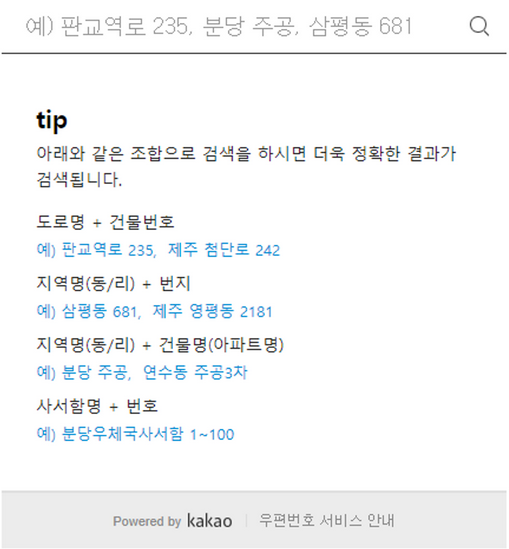 예) 판교역로 235, 분당 주공, 삼평동 681
tip
아래와 같은 조합으로 검색을 하시면 더욱 정확한 결과가
검색됩니다.
도로명 + 건물번호
예) 판교역로 235, 제주 첨단로 242
지역명(동/리) + 번지
예) 삼평동 681, 제주 영평동 2181
지역명(동/리) + 건물명(아파트명)
예) 분당 주공, 연수동 주공3차
사서함명 + 번호
예) 분당우체국사서함 1~100
Powered by kakao 우편번호 서비스 안내